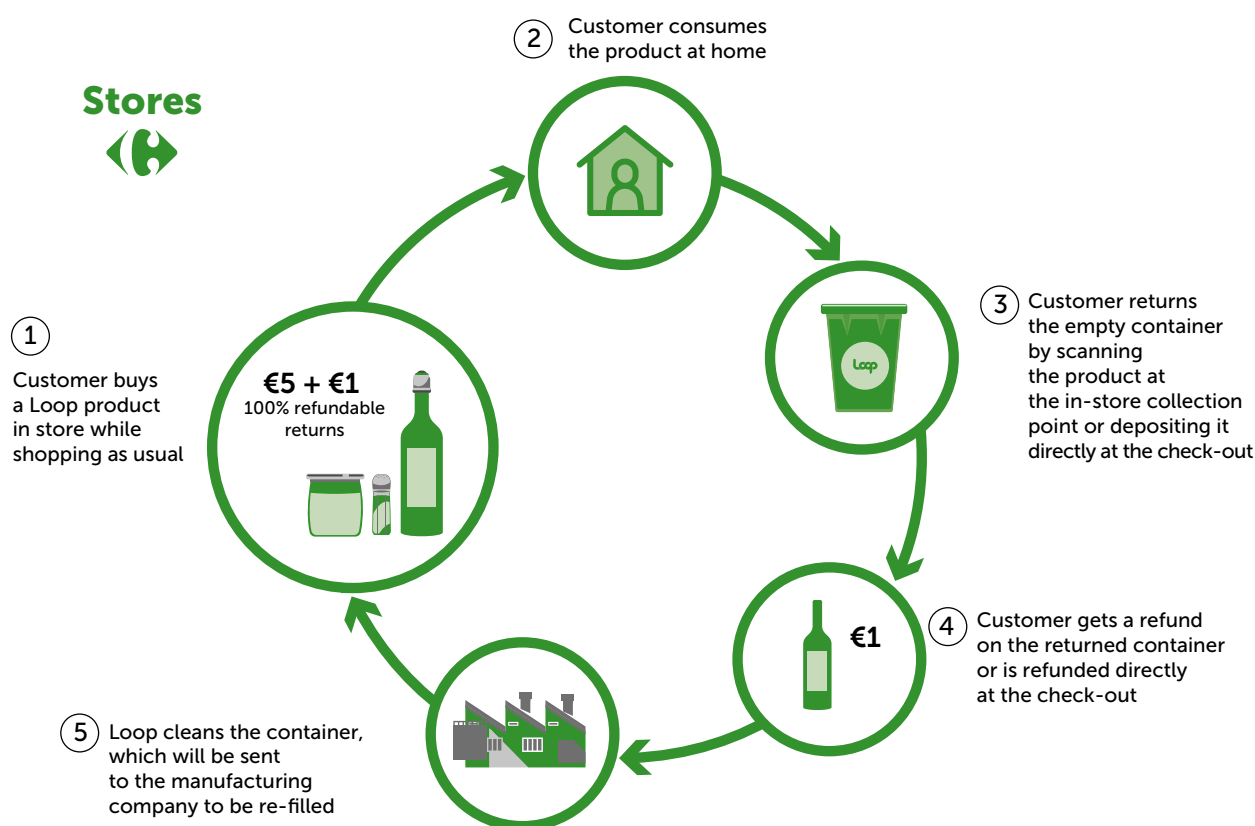 Stores
1
Customer buys
a Loop product
in store while
shopping as usual
€5 + €1
100% refundable
returns
2
Customer consumes
the product at home
3
Customer returns
the empty container
by scanning
the product at
the in-store collection
point or depositing it
directly at the check-out
Loop
4
Customer gets a refund
on the returned container
or is refunded directly
at the check-out
€1
5
Loop cleans the container,
which will be sent
to the manufacturing
company to be re-filled